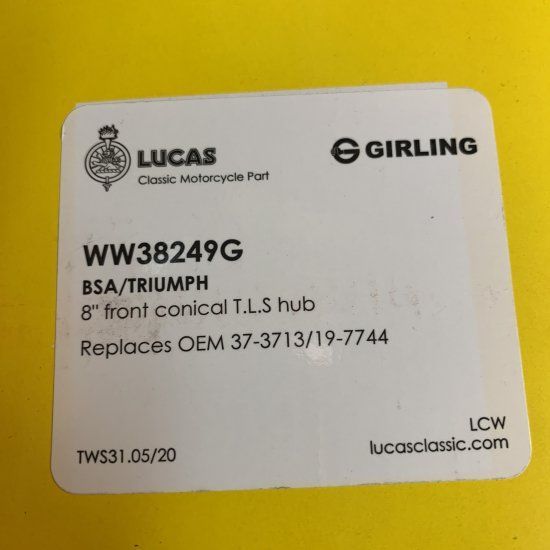 LUCAS
Classic Motorcycle Part
GIRLING
WW38249G
BSA/TRIUMPH
8" front conical T.L.S hub
Replaces OEM 37-3713/19-7744
TWS31.05/20
LCW
lucasclassic.com